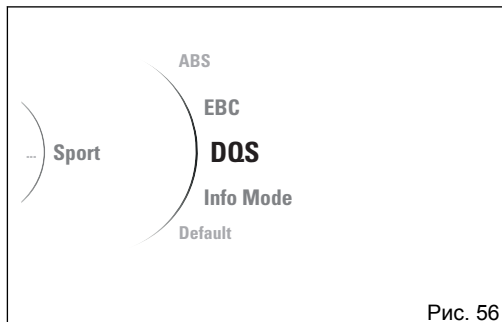 ABS
EBC
... Sport DQS
Info Mode
Default
Рис. 56